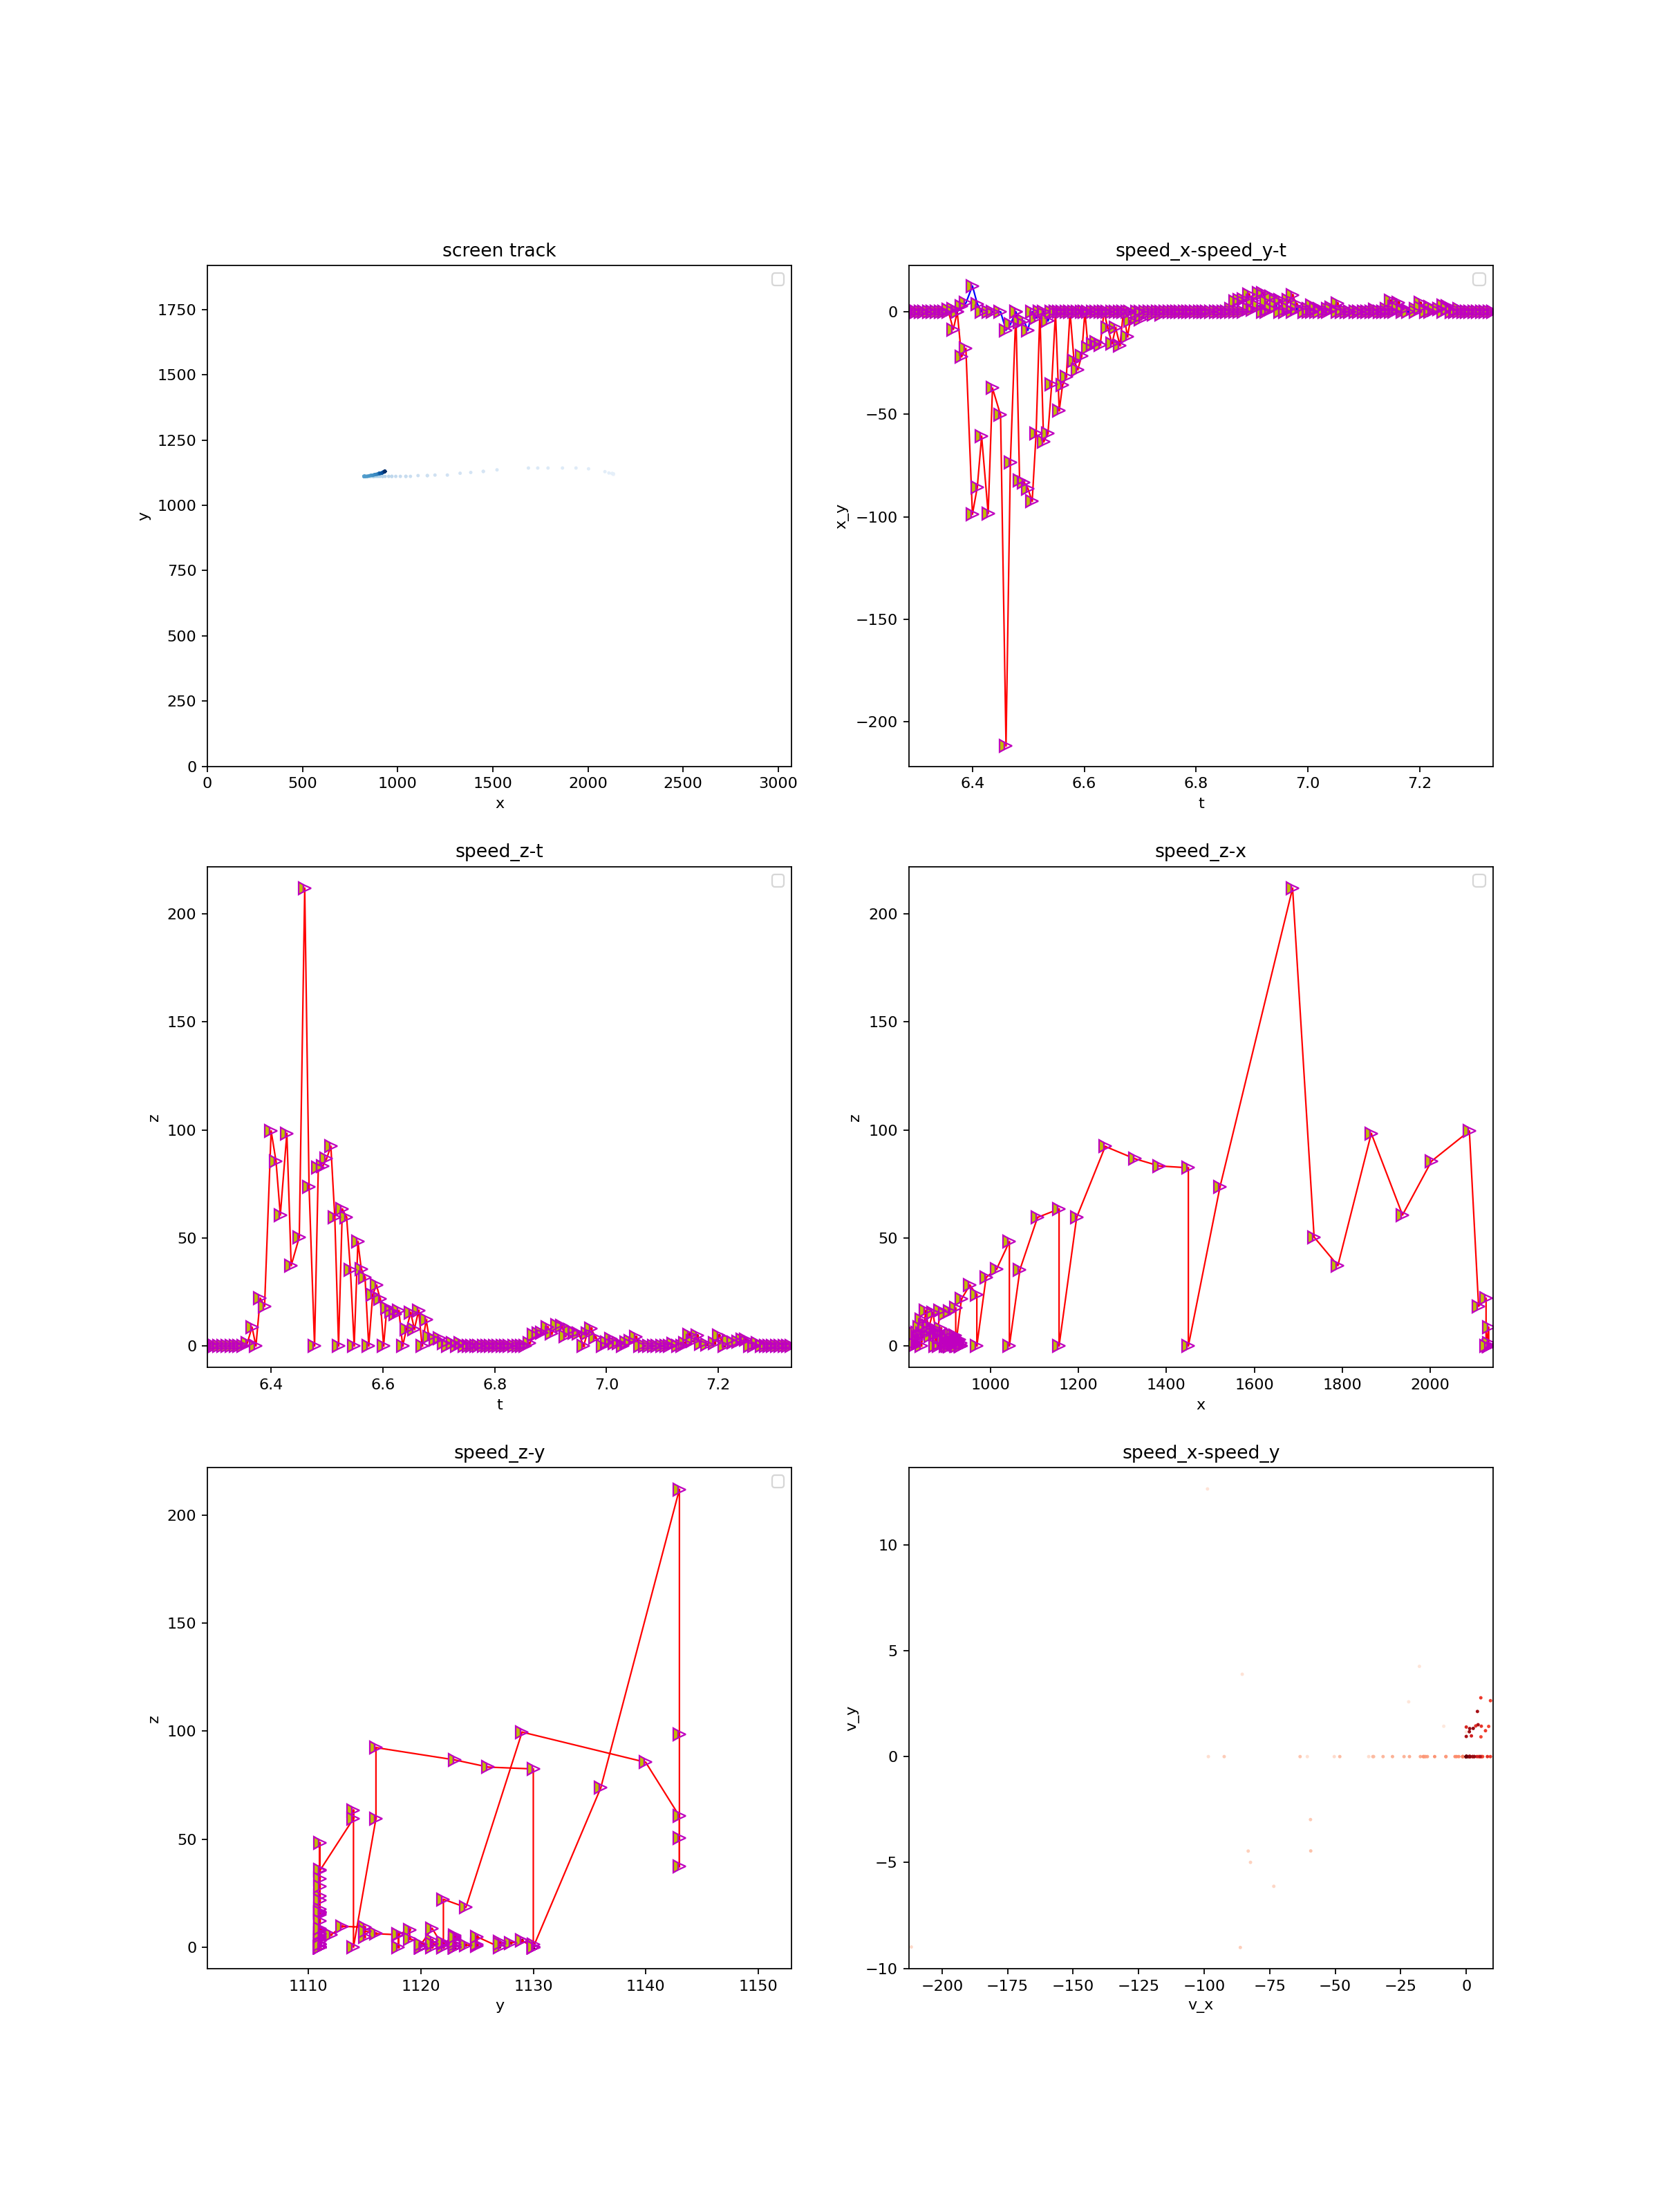 screen track
1750
1500
1250
1000
750
500
250
0
y
0 500 1000 1500 2000 2500 3000
x
speed_x-speed_y-t
0
−50
−100
−150
−200
x_y
6.4 6.6 6.8 7.0 7.2
t
speed_z-t
200
150
100
50
0
z
6.4 6.6 6.8 7.0 7.2
t
speed_z-x
200
150
100
50
0
z
1000 1200 1400 1600 1800 2000
x
speed_z-y
200
150
100
50
0
z
1110 1120 1130 1140 1150
y
speed_x-speed_y
10
5
0
−5
−10
v_y
−200 −175 −150 −125 −100 −75 −50 −25 0
v_x